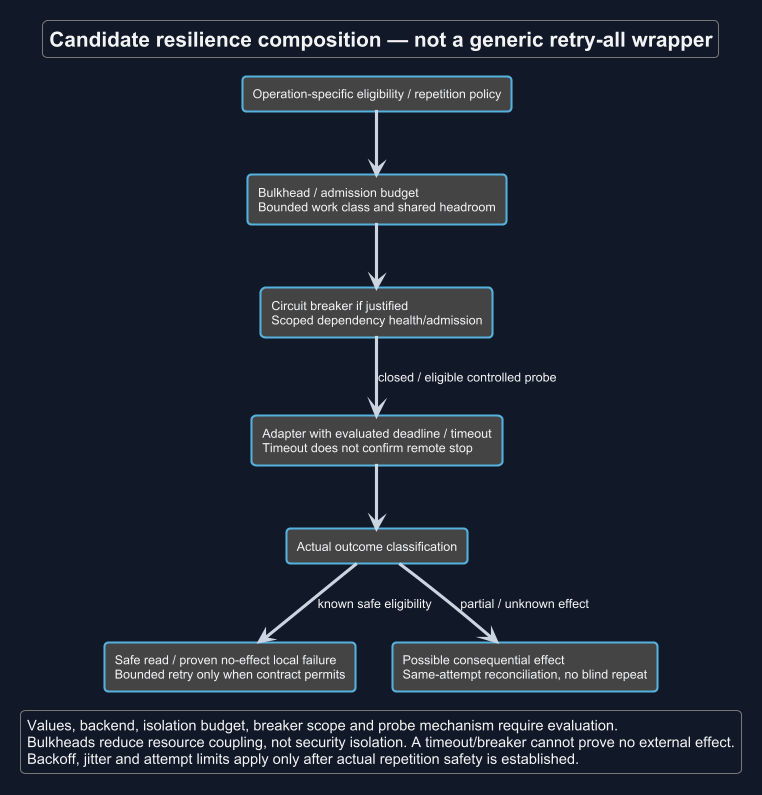 Candidate resilience composition — not a generic retry-all wrapper
Operation-specific eligibility / repetition policy
Bulkhead / admission budget
Bounded work class and shared headroom
Circuit breaker if justified
Scoped dependency health/admission
closed / eligible controlled probe
Adapter with evaluated deadline / timeout
Timeout does not confirm remote stop
Actual outcome classification
known safe eligibility
partial / unknown effect
Safe read / proven no-effect local failure
Bounded retry only when contract permits
Possible consequential effect
Same-attempt reconciliation, no blind repeat
Values, backend, isolation budget, breaker scope and probe mechanism require evaluation.
Bulkheads reduce resource coupling, not security isolation. A timeout/breaker cannot prove no external effect.
Backoff, jitter and attempt limits apply only after actual repetition safety is established.